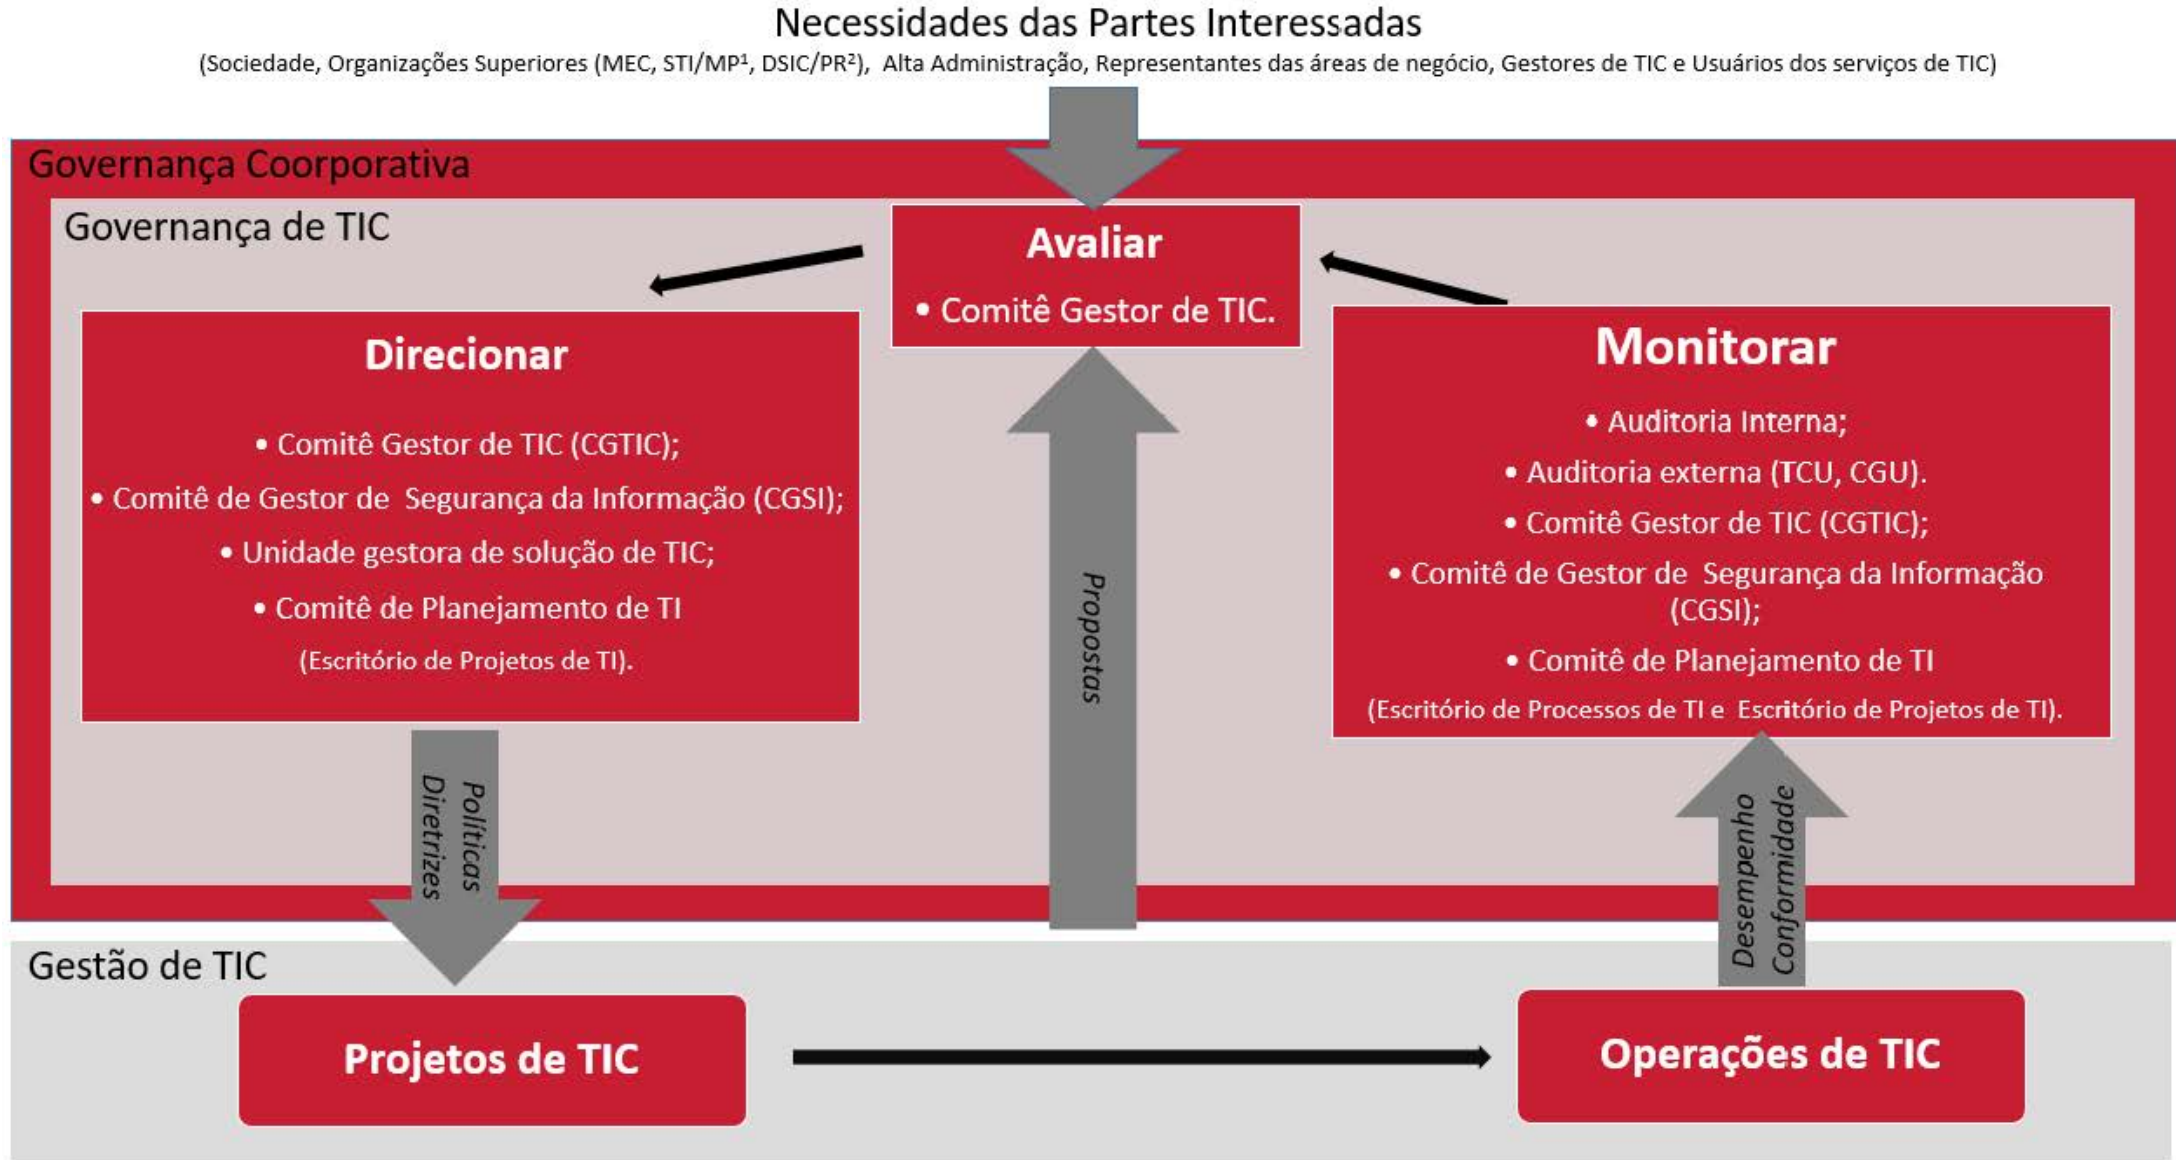 Necessidades das Partes Interessadas
(Sociedade, Organizações Superiores (MEC, STI/MP¹, DSIC/PR²), Alta Administração, Representantes das áreas de negócio, Gestores de TIC e Usuários dos serviços de TIC)
Governança Coorporativa
Governança de TIC
Avaliar
• Comitê Gestor de TIC.
Direcionar
• Comitê Gestor de TIC (CGTIC);
• Comitê de Gestor de Segurança da Informação (CGSI);
• Unidade gestora de solução de TIC;
• Comitê de Planejamento de TI
(Escritório de Projetos de TI).
Monitorar
• Auditoria Interna;
• Auditoria externa (TCU, CGU).
• Comitê Gestor de TIC (CGTIC);
• Comitê de Gestor de Segurança da Informação
(CGSI);
• Comitê de Planejamento de TI
(Escritório de Processos de TI e Escritório de Projetos de TI).
Propostas
Políticas
Diretrizes
Desempenho
Conformidade
Gestão de TIC
Projetos de TIC
Operações de TIC